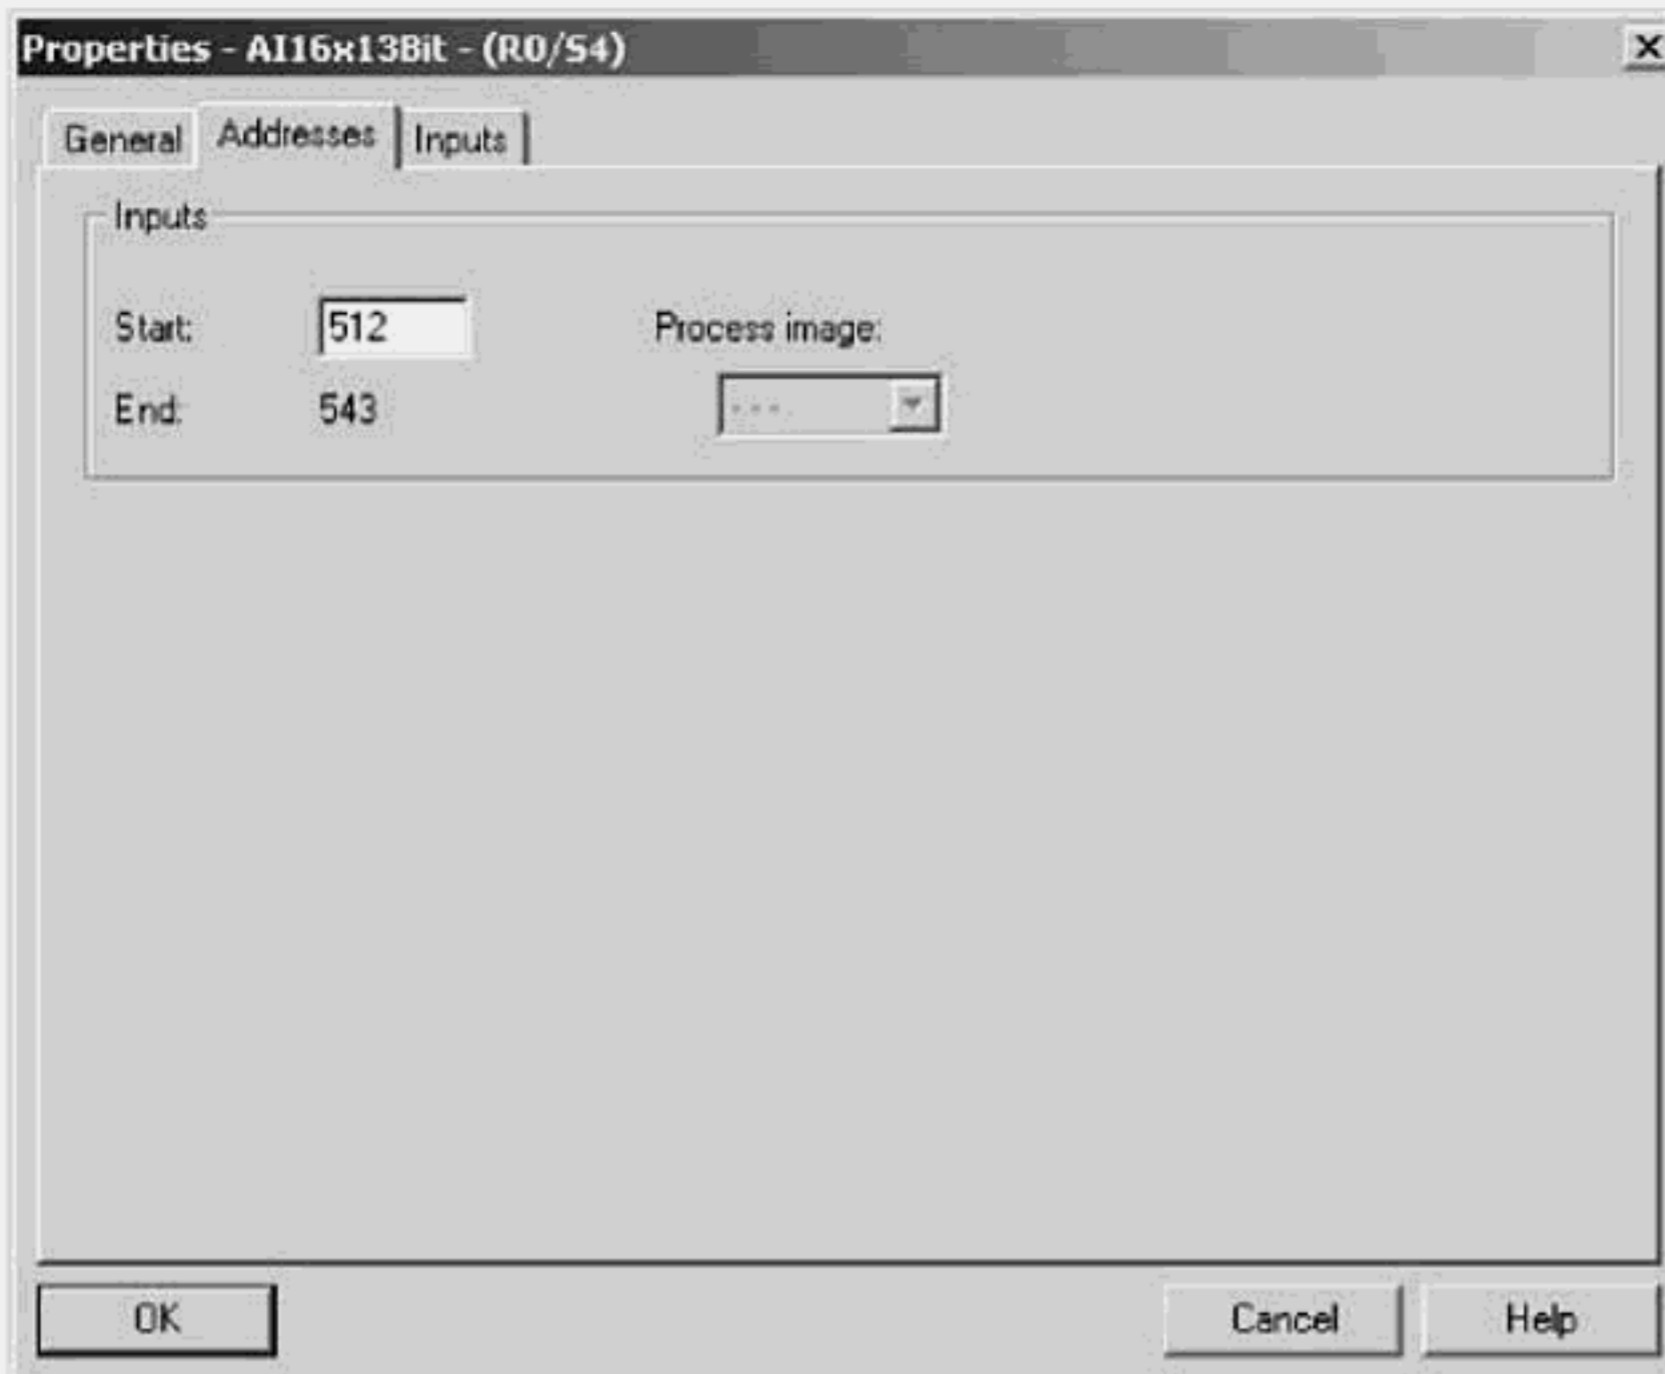 Properties - AI16x13Bit - (R0/S4)
General Addresses Inputs
Inputs
Start: 512 Process image:
End: 543 ---
OK Cancel Help